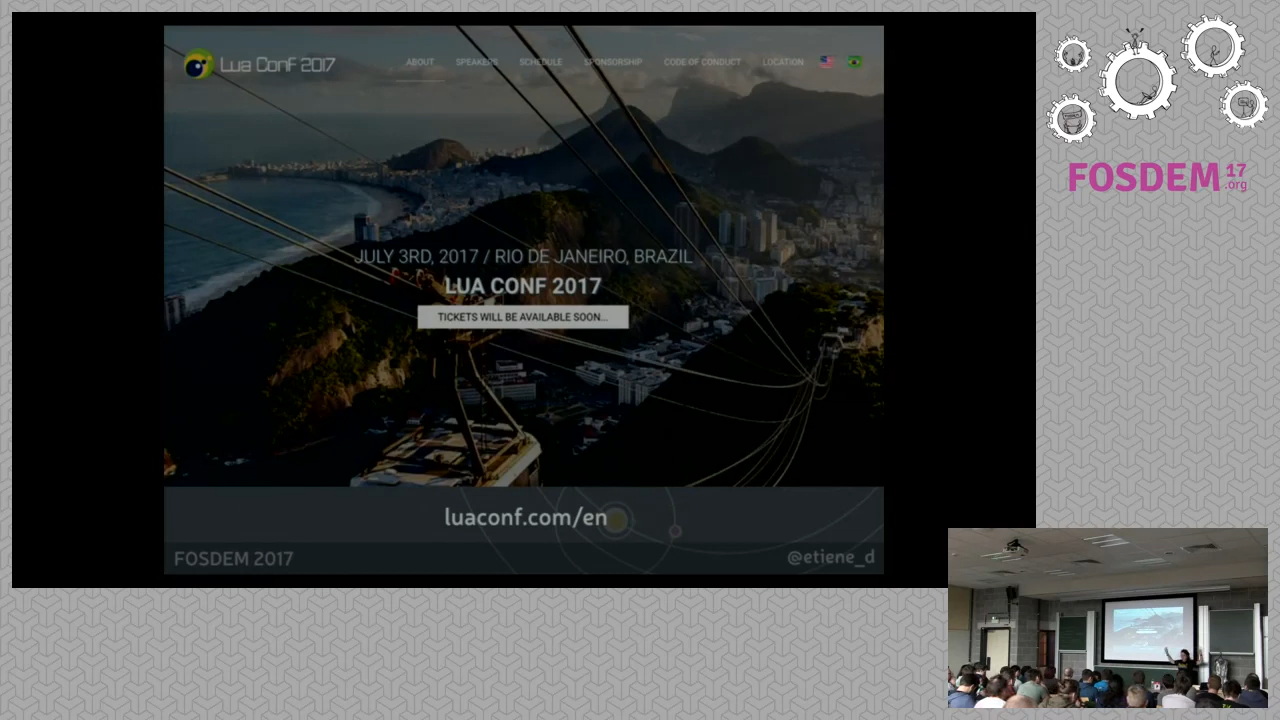 Lua Conf 2017
ABOUT SPEAKERS SCHEDULE SPONSORSHIP CODE OF CONDUCT LOCATION
JULY 3RD, 2017 / RIO DE JANEIRO, BRAZIL
LUA CONF 2017
TICKETS WILL BE AVAILABLE SOON...
luaconf.com/en
FOSDEM 2017
@etiene_d
FOSDEM 17
.org